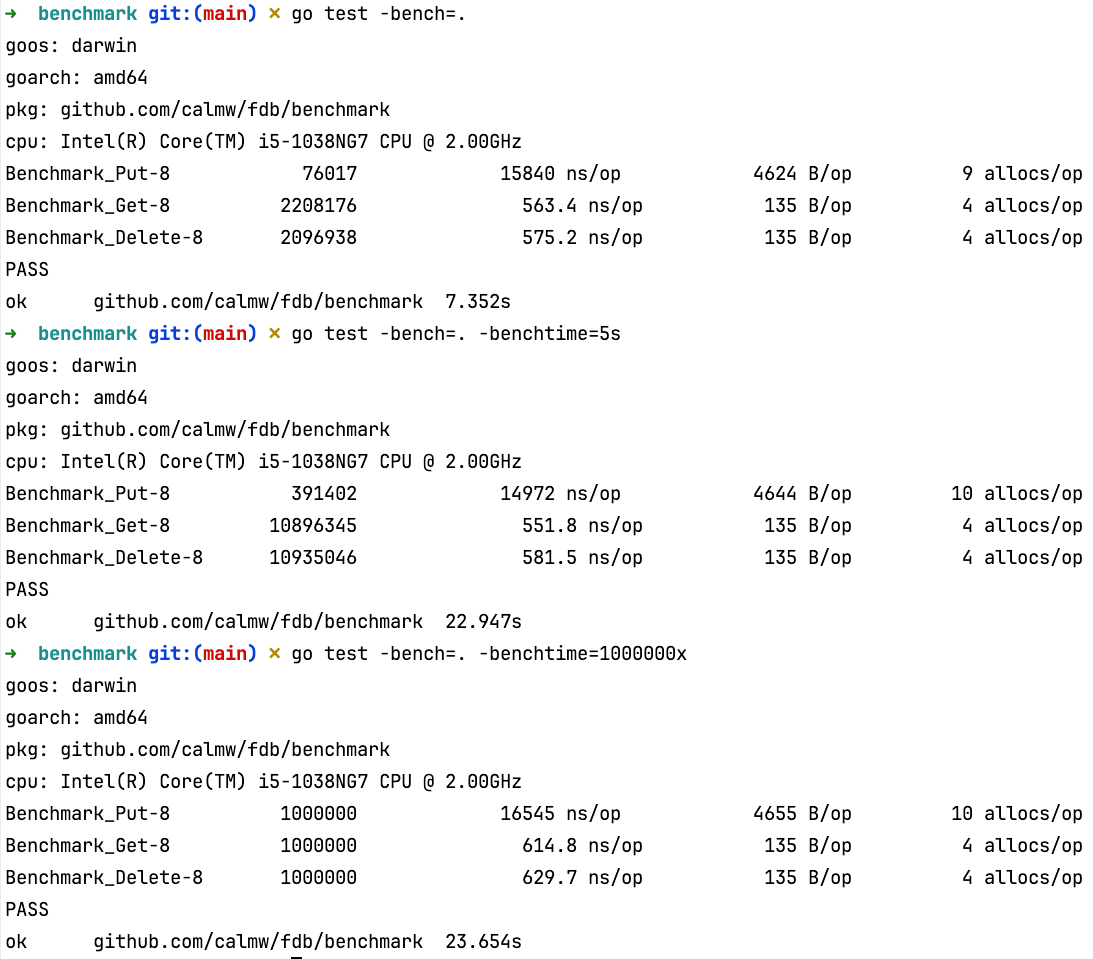 ➜  benchmark git:(main) ✗ go test -bench=.
goos: darwin
goarch: amd64
pkg: github.com/calmw/fdb/benchmark
cpu: Intel(R) Core(TM) i5-1038NG7 CPU @ 2.00GHz
Benchmark_Put-8            76017             15840 ns/op            4624 B/op          9 allocs/op
Benchmark_Get-8          2208176               563.4 ns/op           135 B/op          4 allocs/op
Benchmark_Delete-8       2096938               575.2 ns/op           135 B/op          4 allocs/op
PASS
ok      github.com/calmw/fdb/benchmark  7.352s
➜  benchmark git:(main) ✗ go test -bench=. -benchtime=5s
goos: darwin
goarch: amd64
pkg: github.com/calmw/fdb/benchmark
cpu: Intel(R) Core(TM) i5-1038NG7 CPU @ 2.00GHz
Benchmark_Put-8           391402             14972 ns/op            4644 B/op         10 allocs/op
Benchmark_Get-8         10896345               551.8 ns/op           135 B/op          4 allocs/op
Benchmark_Delete-8      10935046               581.5 ns/op           135 B/op          4 allocs/op
PASS
ok      github.com/calmw/fdb/benchmark  22.947s
➜  benchmark git:(main) ✗ go test -bench=. -benchtime=1000000x
goos: darwin
goarch: amd64
pkg: github.com/calmw/fdb/benchmark
cpu: Intel(R) Core(TM) i5-1038NG7 CPU @ 2.00GHz
Benchmark_Put-8          1000000             16545 ns/op            4655 B/op         10 allocs/op
Benchmark_Get-8          1000000               614.8 ns/op           135 B/op          4 allocs/op
Benchmark_Delete-8       1000000               629.7 ns/op           135 B/op          4 allocs/op
PASS
ok      github.com/calmw/fdb/benchmark  23.654s